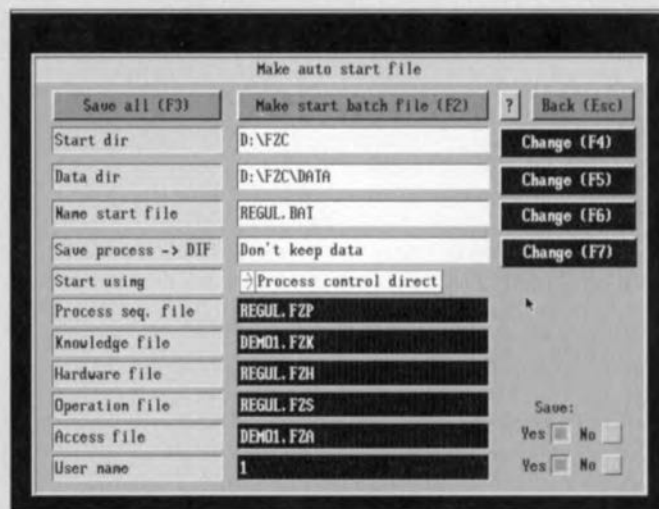 Make auto start file
Save all (F3) Make start batch file (F2) ? Back (Esc)
Start dir D:\FZC Change (F4)
Data dir D:\FZC\DATA Change (F5)
Name start file REGUL.BAT Change (F6)
Save process -> DIF Don't keep data Change (F7)
Start using Process control direct
Process seq. file REGUL.FZP
Knowledge file DEMO1.FZK
Hardware file REGUL.FZH
Operation file REGUL.FZS Save:
Access file DEMO1.FZA Yes No
User name 1 Yes No